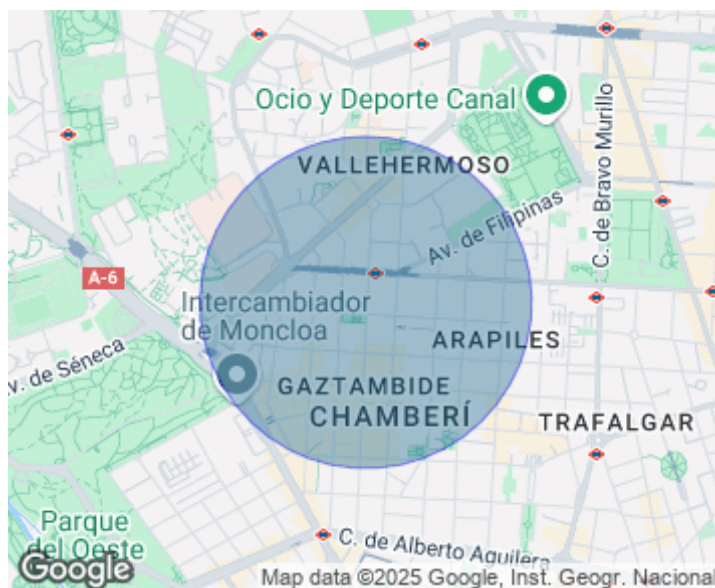 Ocio y Deporte Canal
VALLEHERMOSO
C. de Bravo Murillo
Av. de Filipinas
A-6
Intercambiador
de Moncloa
ARAPILES
Av. de Séneca
GAZTAMBIDE
CHAMBERÍ
TRAFALGAR
Parque
del Oeste
C. de Alberto Aguilera
Google
Map data ©2025 Google, Inst. Geogr. Nacional